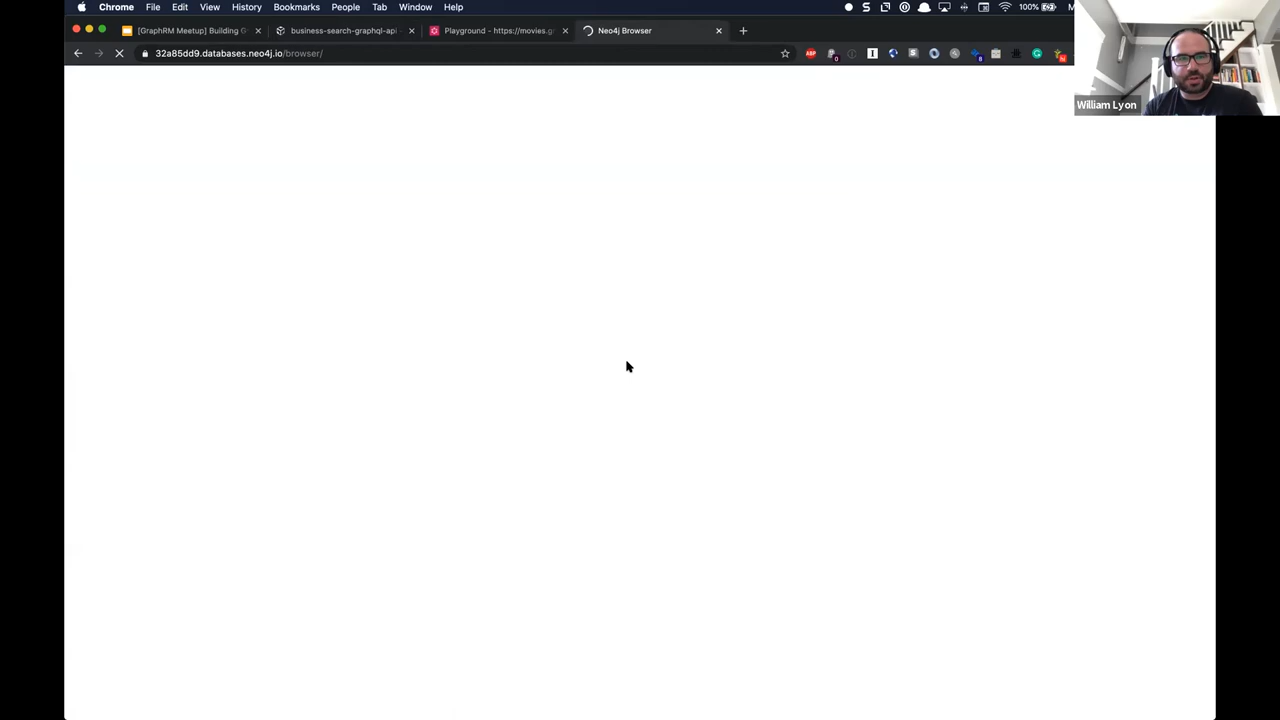 Chrome File Edit View History Bookmarks People Tab Window Help 100%
[GraphRM Meetup] Building G
business-search-graphql-api -
Playground - https://movies.g
Neo4j Browser
32a85dd9.databases.neo4j.io/browser/
William Lyon